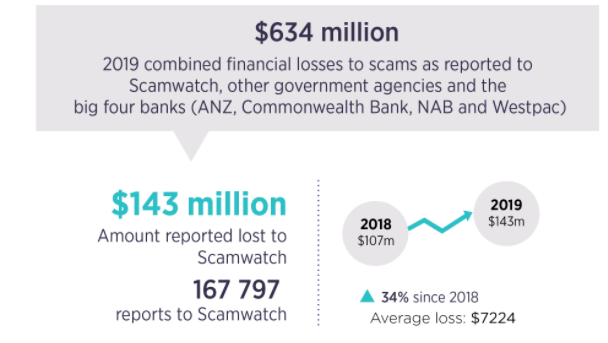 $634 million
2019 combined financial losses to scams as reported to
Scamwatch, other government agencies and the
big four banks (ANZ, Commonwealth Bank, NAB and Westpac)
$143 million
Amount reported lost to
Scamwatch
167 797
reports to Scamwatch
2018
$107m
2019
$143m
34% since 2018
Average loss: $7224